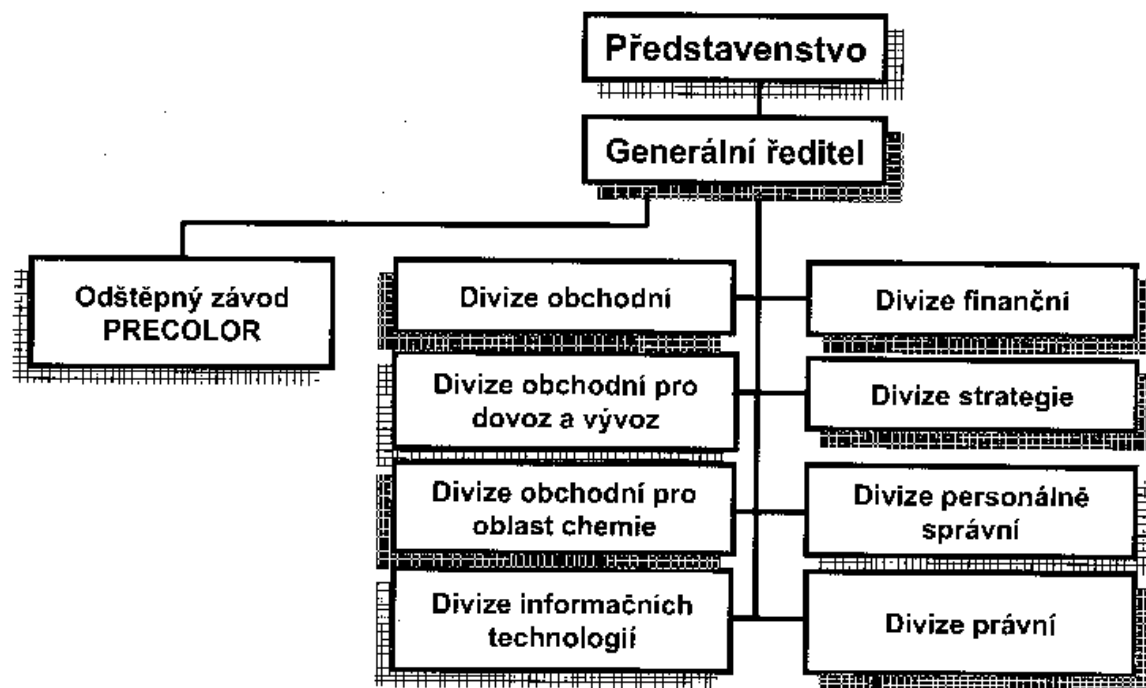 Představenstvo
Generální ředitel
Odštěpný závod
PRECOLOR
Divize obchodní
Divize finanční
Divize obchodní pro
dovoz a vývoz
Divize strategie
Divize obchodní pro
oblast chemie
Divize personálně
správní
Divize informačních
technologií
Divize právní